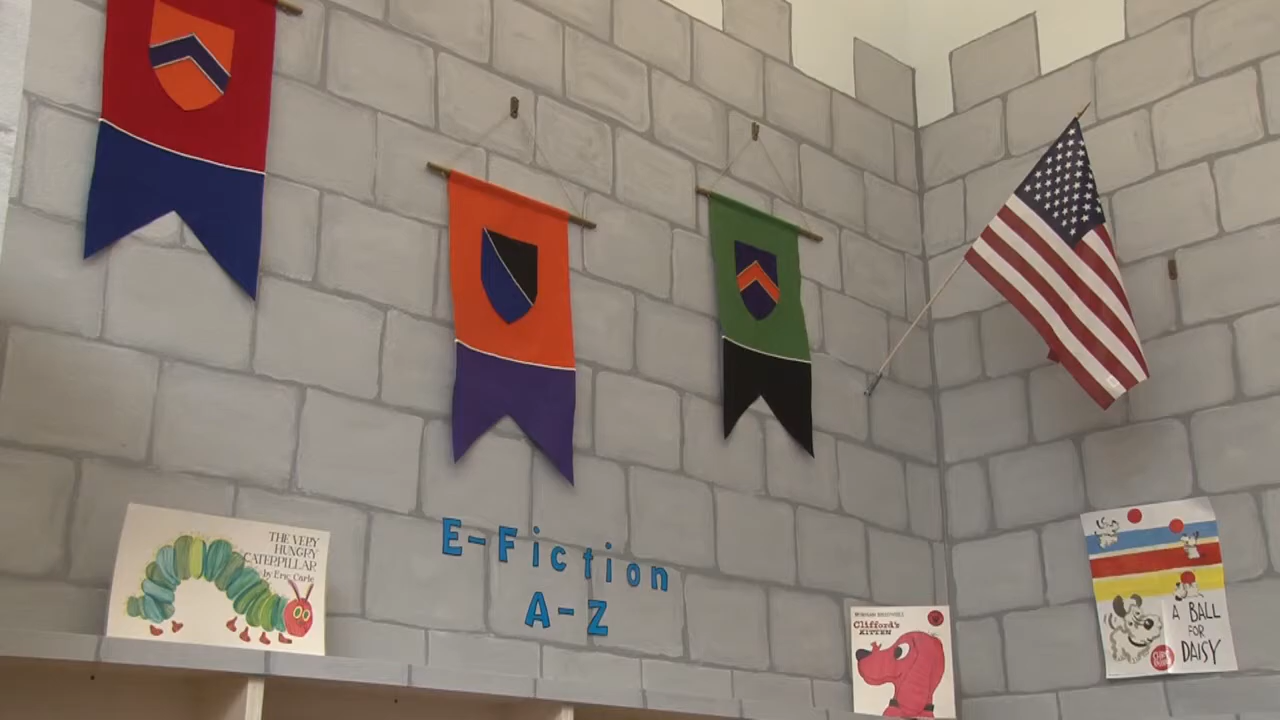 THE VERY
HUNGRY
CATERPILLAR
by Eric Carle
E-Fiction
A-Z
Clifford's
KITTEN
A BALL
FOR
DAISY